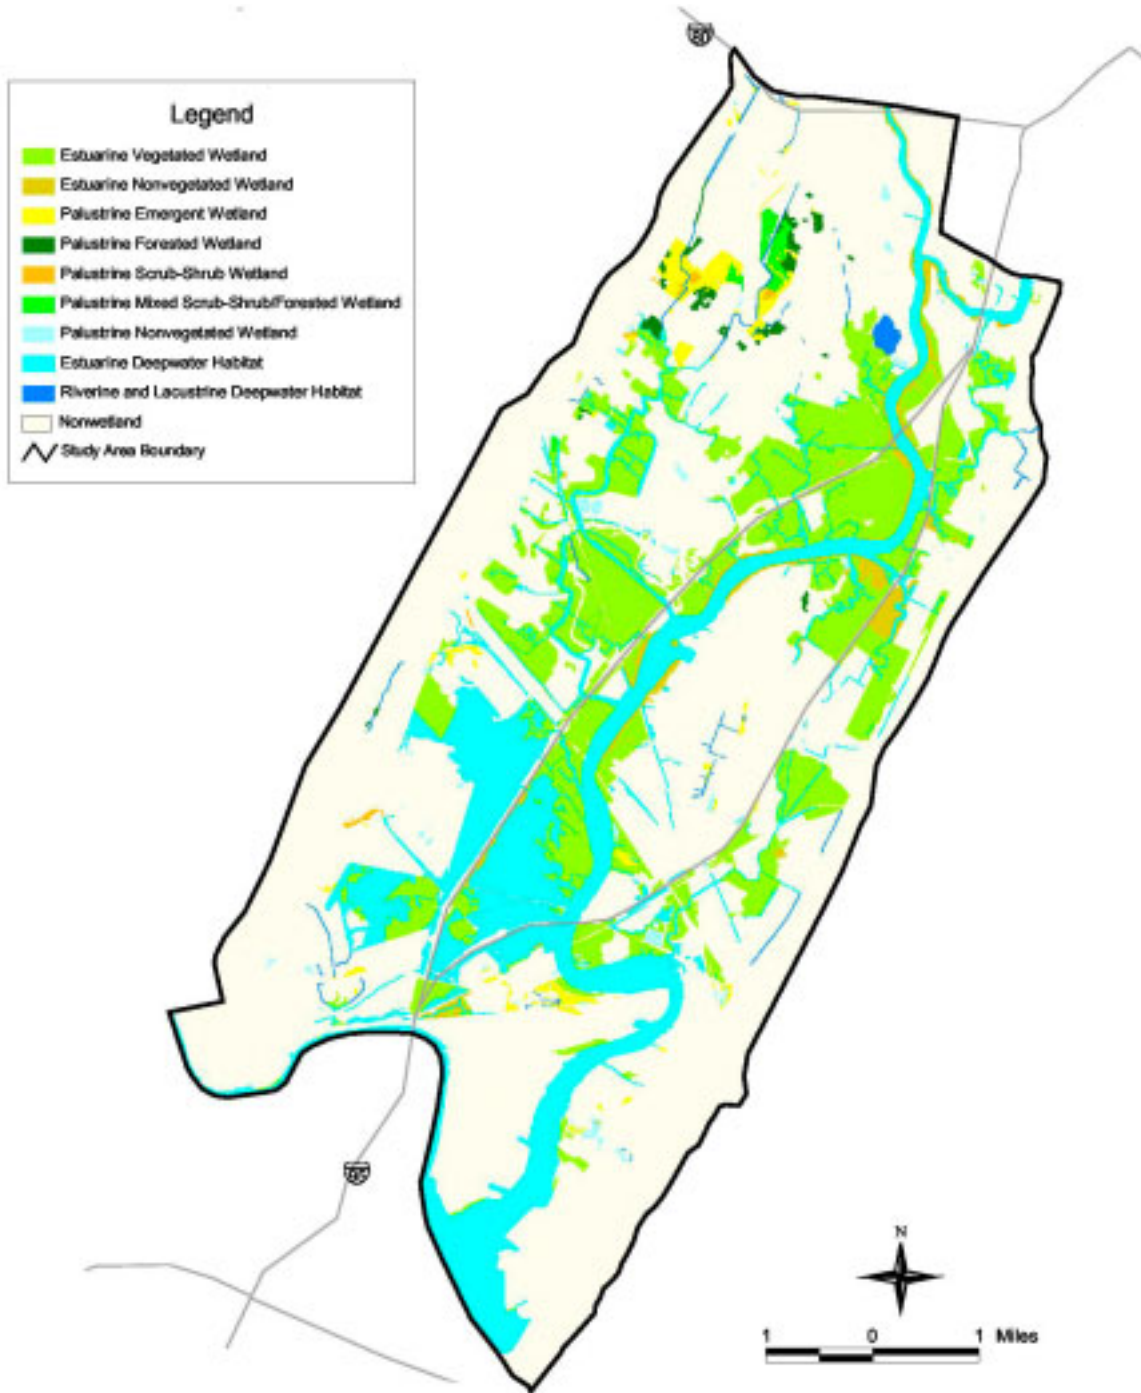 80
Legend
Estuarine Vegetated Wetland
Estuarine Nonvegetated Wetland
Palustrine Emergent Wetland
Palustrine Forested Wetland
Palustrine Scrub-Shrub Wetland
Palustrine Mixed Scrub-Shrub/Forested Wetland
Palustrine Nonvegetated Wetland
Estuarine Deepwater Habitat
Riverine and Lacustrine Deepwater Habitat
Nonwetland
Study Area Boundary
95
N
1 0 1 Miles